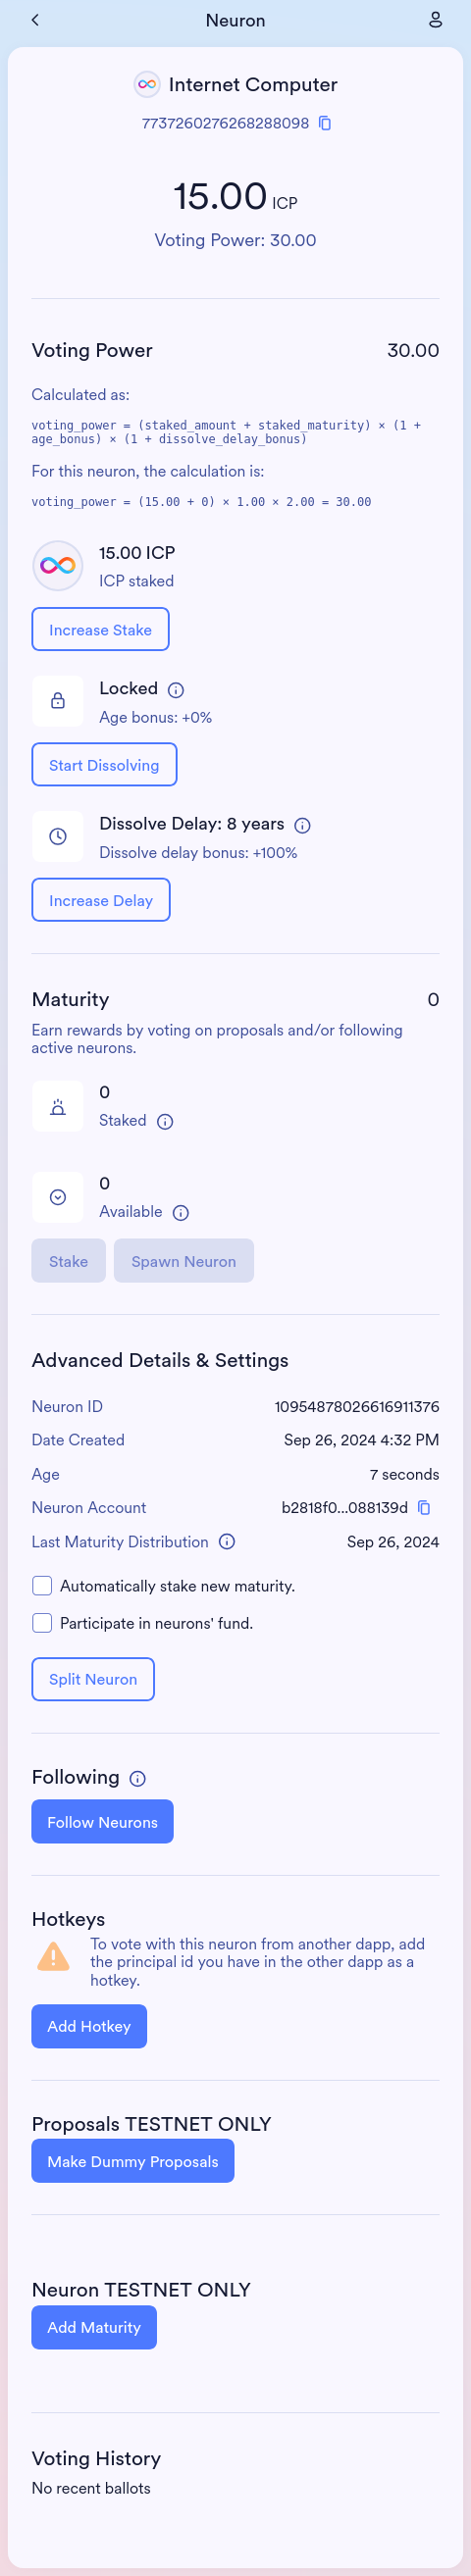 Neuron
Internet Computer
7737260276268288098
15.00 ICP
Voting Power: 30.00
Voting Power 30.00
Calculated as:
voting_power = (staked_amount + staked_maturity) × (1 +
age_bonus) × (1 + dissolve_delay_bonus)
For this neuron, the calculation is:
voting_power = (15.00 + 0) × 1.00 × 2.00 = 30.00
15.00 ICP
ICP staked
Increase Stake
Locked
Age bonus: +0%
Start Dissolving
Dissolve Delay: 8 years
Dissolve delay bonus: +100%
Increase Delay
Maturity 0
Earn rewards by voting on proposals and/or following
active neurons.
0
Staked
0
Available
Stake Spawn Neuron
Advanced Details & Settings
Neuron ID 10954878026616911376
Date Created Sep 26, 2024 4:32 PM
Age 7 seconds
Neuron Account b2818f0...088139d
Last Maturity Distribution Sep 26, 2024
Automatically stake new maturity.
Participate in neurons' fund.
Split Neuron
Following
Follow Neurons
Hotkeys
To vote with this neuron from another dapp, add
the principal id you have in the other dapp as a
hotkey.
Add Hotkey
Proposals TESTNET ONLY
Make Dummy Proposals
Neuron TESTNET ONLY
Add Maturity
Voting History
No recent ballots